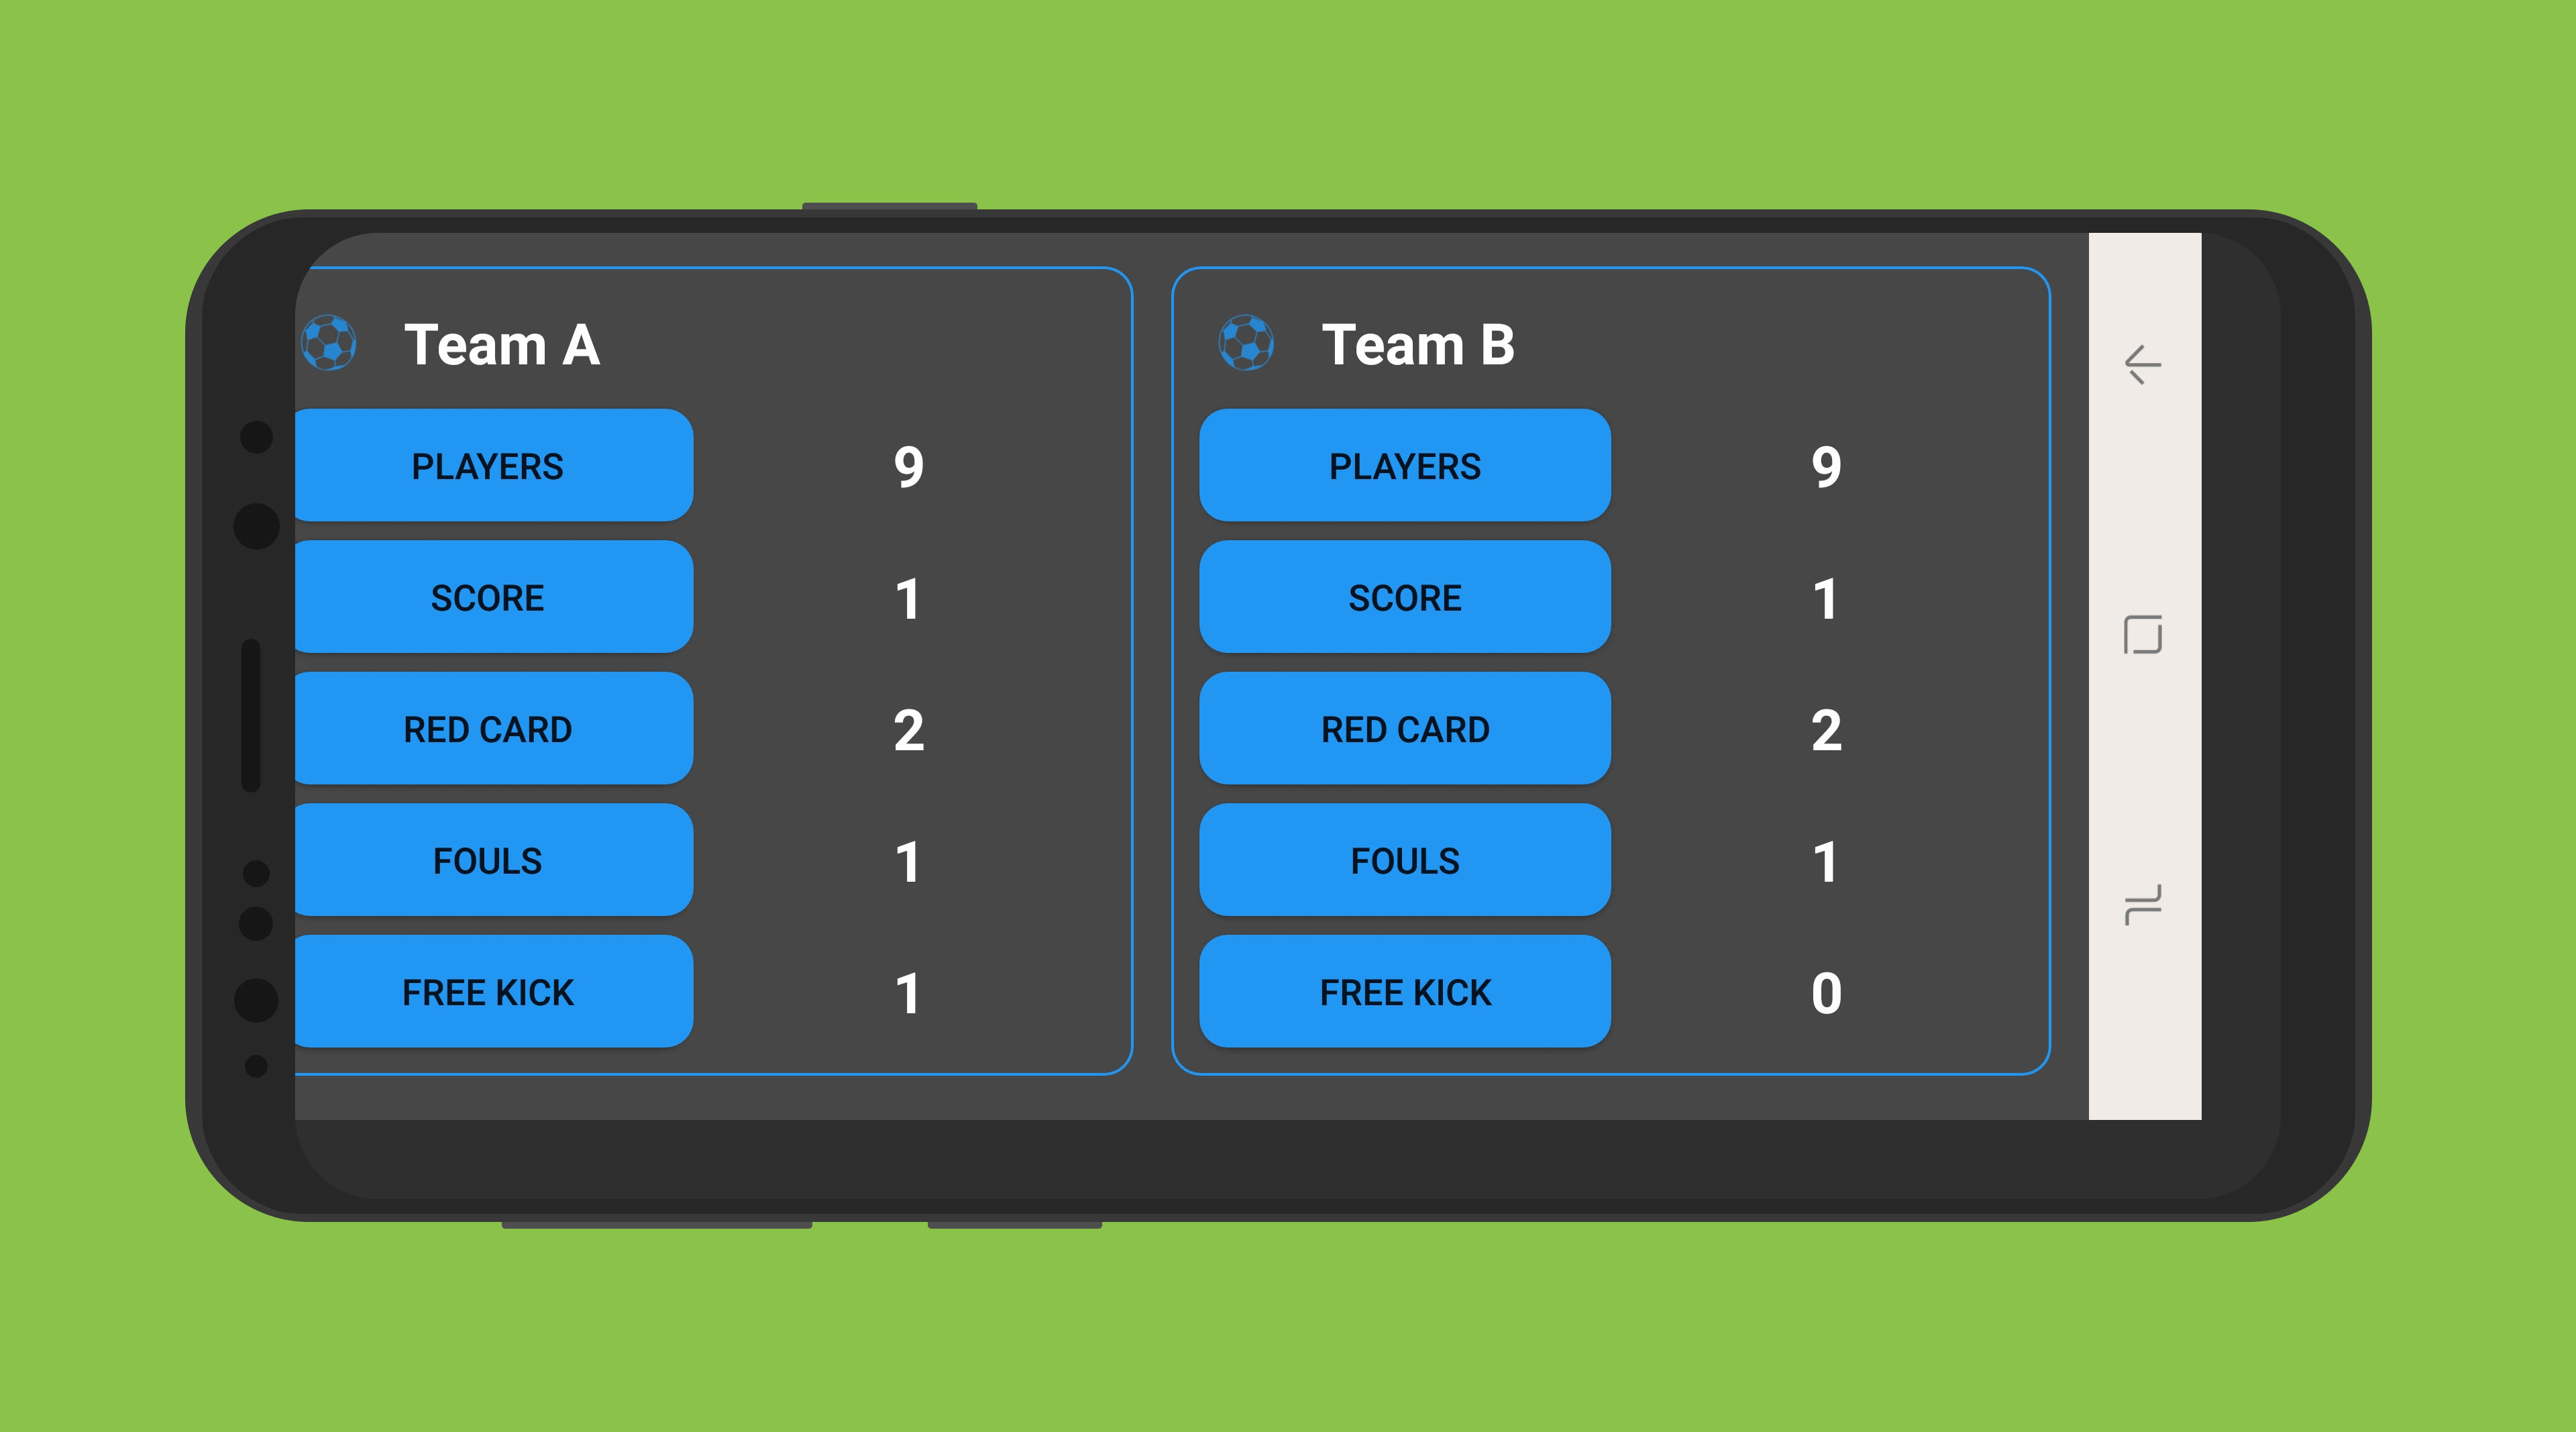 Team A
PLAYERS 9
SCORE 1
RED CARD 2
FOULS 1
FREE KICK 1
Team B
PLAYERS 9
SCORE 1
RED CARD 2
FOULS 1
FREE KICK 0